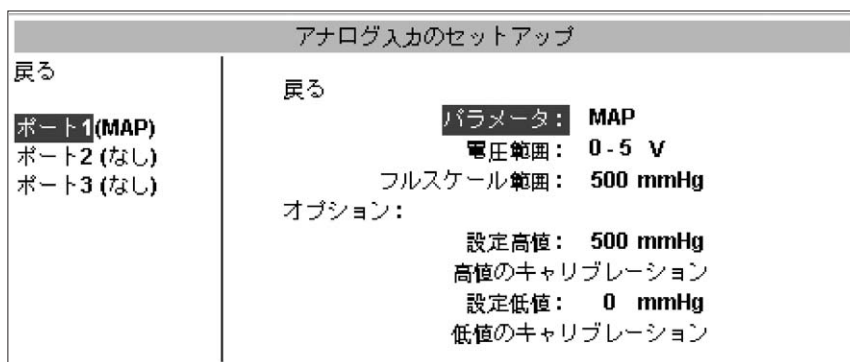 アナログ入力のセットアップ
戻る
ポート1(MAP)
ポート2 (なし)
ポート3 (なし)
戻る
パラメータ: MAP
電圧範囲: 0-5 V
フルスケール範囲: 500 mmHg
オプション:
設定高値: 500 mmHg
高値のキャリブレーション
設定低値: 0 mmHg
低値のキャリブレーション